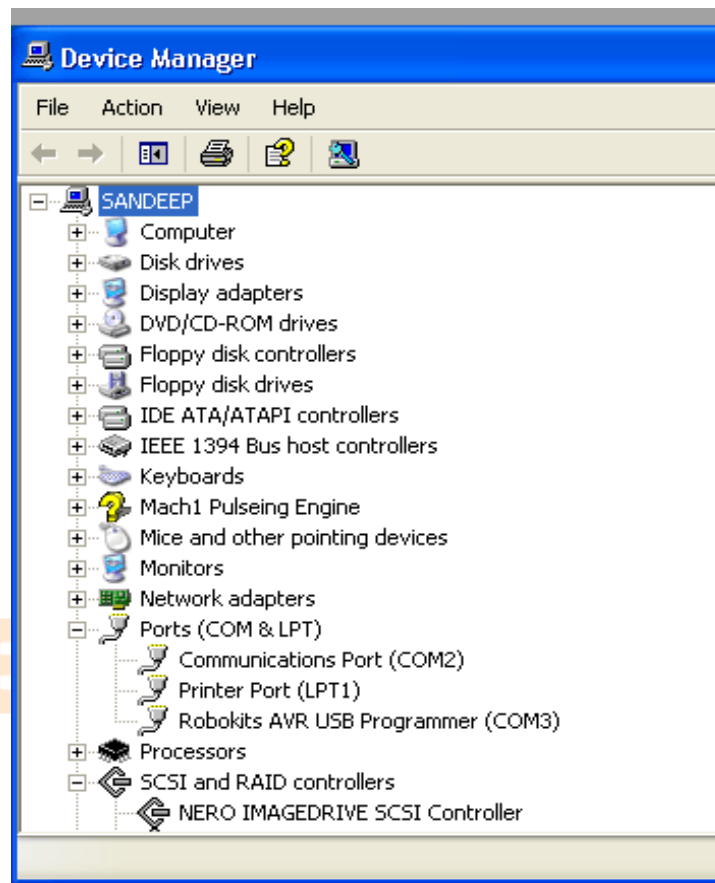 Device Manager
File Action View Help
SANDEEP
Computer
Disk drives
Display adapters
DVD/CD-ROM drives
Floppy disk controllers
Floppy disk drives
IDE ATA/ATAPI controllers
IEEE 1394 Bus host controllers
Keyboards
Mach1 Pulseing Engine
Mice and other pointing devices
Monitors
Network adapters
Ports (COM & LPT)
Communications Port (COM2)
Printer Port (LPT1)
Robokits AVR USB Programmer (COM3)
Processors
SCSI and RAID controllers
NERO IMAGEDRIVE SCSI Controller